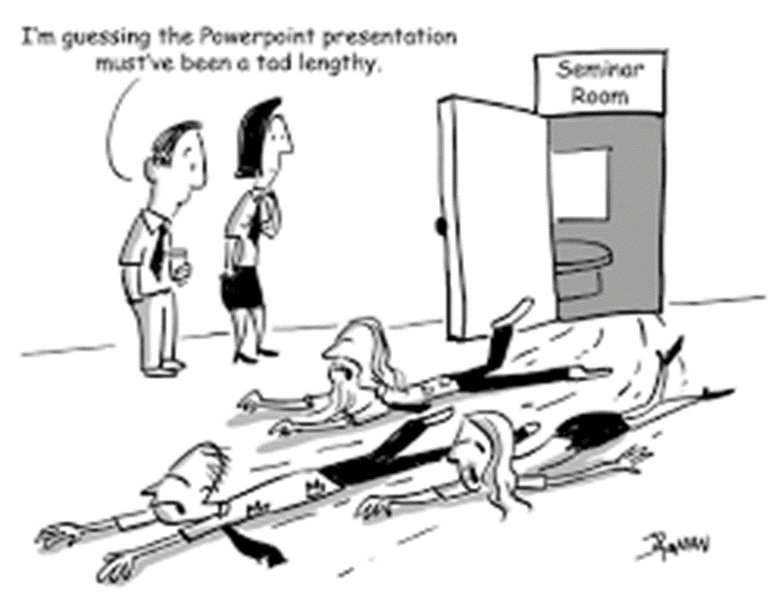 I'm guessing the Powerpoint presentation
must've been a tad lengthy.
Seminar
Room